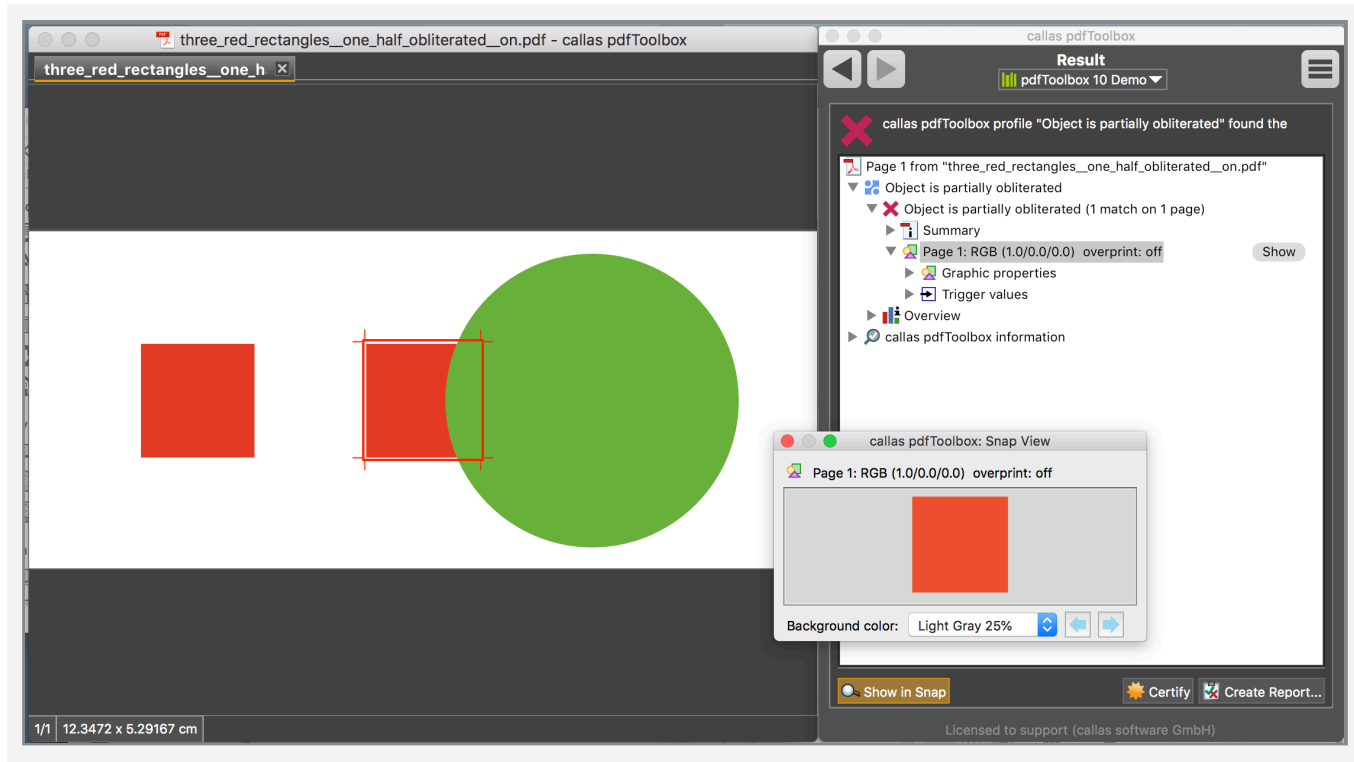 three_red_rectangles__one_half_obliterated__on.pdf - callas pdfToolbox
three_red_rectangles__one_h
1/1 12.3472 x 5.29167 cm
callas pdfToolbox
Result
pdfToolbox 10 Demo
callas pdfToolbox profile "Object is partially obliterated" found the
Page 1 from "three_red_rectangles__one_half_obliterated__on.pdf"
Object is partially obliterated
Object is partially obliterated (1 match on 1 page)
Summary
Page 1: RGB (1.0/0.0/0.0) overprint: off Show
Graphic properties
Trigger values
Overview
callas pdfToolbox information
callas pdfToolbox: Snap View
Page 1: RGB (1.0/0.0/0.0) overprint: off
Background color: Light Gray 25%
Show in Snap Certify Create Report...
Licensed to support (callas software GmbH)